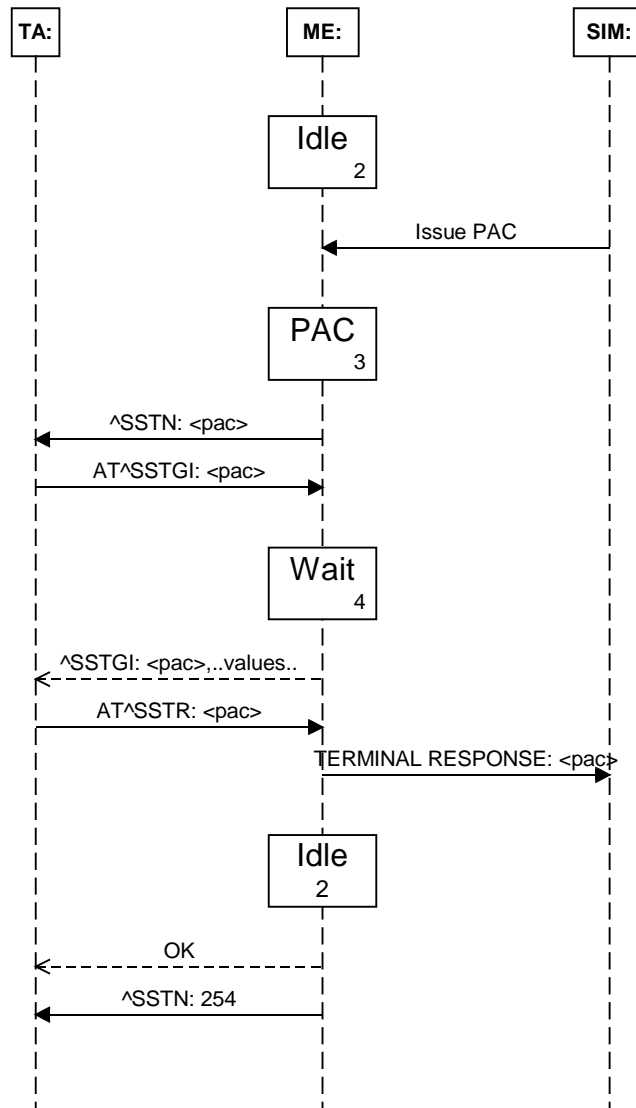 TA:
ME:
SIM:
Idle
2
Issue PAC
PAC
3
^SSTN: <pac>
AT^SSTGI: <pac>
Wait
4
^SSTGI: <pac>,..values..
AT^SSTR: <pac>
TERMINAL RESPONSE: <pac>
Idle
2
OK
^SSTN: 254